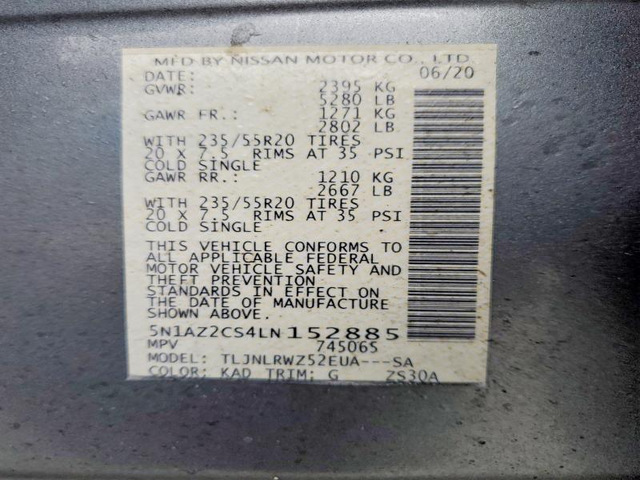 MFD BY NISSAN MOTOR CO., LTD.
DATE: 06/20
GVWR: 2395 KG
5280 LB
GAWR FR.: 1271 KG
2802 LB
WITH 235/55R20 TIRES
20 X 7.5 RIMS AT 35 PSI
COLD SINGLE
GAWR RR.: 1210 KG
2667 LB
WITH 235/55R20 TIRES
20 X 7.5 RIMS AT 35 PSI
COLD SINGLE
THIS VEHICLE CONFORMS TO
ALL APPLICABLE FEDERAL
MOTOR VEHICLE SAFETY AND
THEFT PREVENTION
STANDARDS IN EFFECT ON
THE DATE OF MANUFACTURE
SHOWN ABOVE.
5N1AZ2CS4LN152885
MPV 74506S
MODEL: TLJNLRWZ52EUA---SA
COLOR: KAD TRIM: G ZS30A